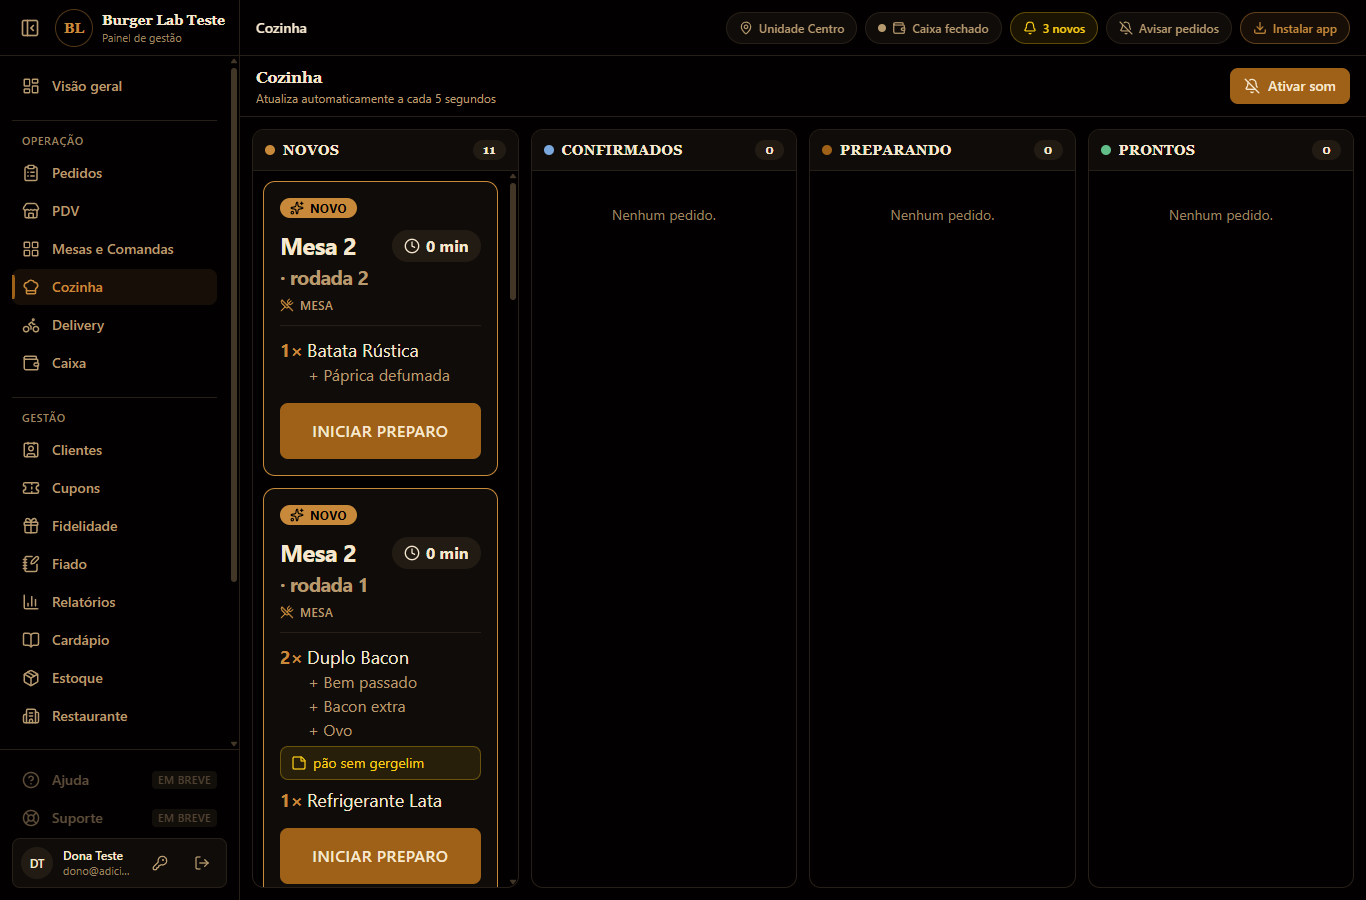 BL
Burger Lab Teste
Painel de gestão
Visão geral
OPERAÇÃO
Pedidos
PDV
Mesas e Comandas
Cozinha
Delivery
Caixa
GESTÃO
Clientes
Cupons
Fidelidade
Fiado
Relatórios
Cardápio
Estoque
Restaurante
Ajuda EM BREVE
Suporte EM BREVE
DT
Dona Teste
dono@adici...
Cozinha
Unidade Centro
Caixa fechado
3 novos
Avisar pedidos
Instalar app
Cozinha
Atualiza automaticamente a cada 5 segundos
Ativar som
NOVOS 11
NOVO
Mesa 2 0 min
· rodada 2
MESA
1× Batata Rústica
+ Páprica defumada
INICIAR PREPARO
NOVO
Mesa 2 0 min
· rodada 1
MESA
2× Duplo Bacon
+ Bem passado
+ Bacon extra
+ Ovo
pão sem gergelim
1× Refrigerante Lata
INICIAR PREPARO
CONFIRMADOS 0
Nenhum pedido.
PREPARANDO 0
Nenhum pedido.
PRONTOS 0
Nenhum pedido.